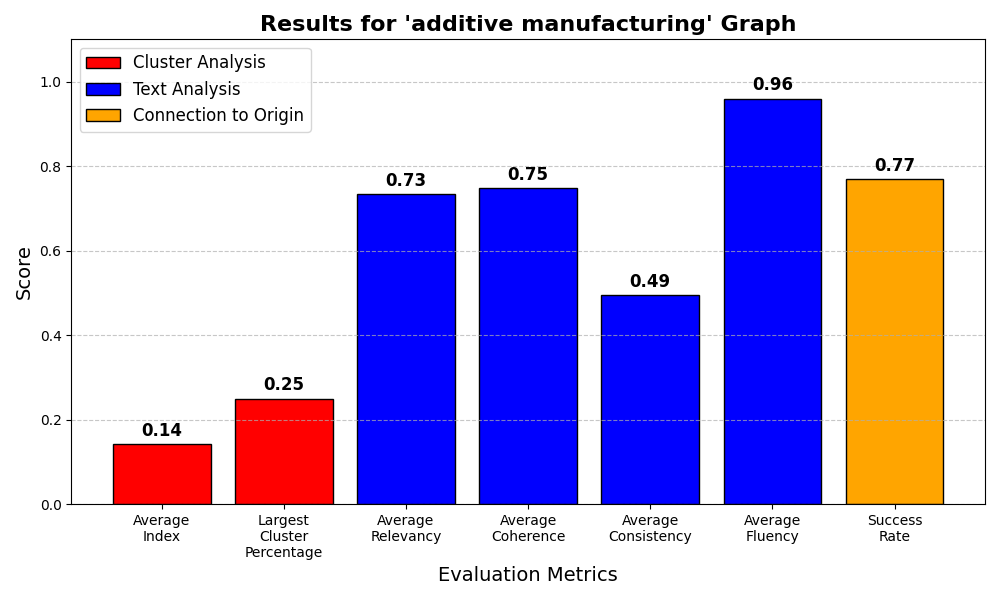 Results for 'additive manufacturing' Graph
Cluster Analysis
Text Analysis
Connection to Origin
Score
1.0
0.8
0.6
0.4
0.2
0.0
0.14
0.25
0.73
0.75
0.49
0.96
0.77
Average
Index
Largest
Cluster
Percentage
Average
Relevancy
Average
Coherence
Average
Consistency
Average
Fluency
Success
Rate
Evaluation Metrics